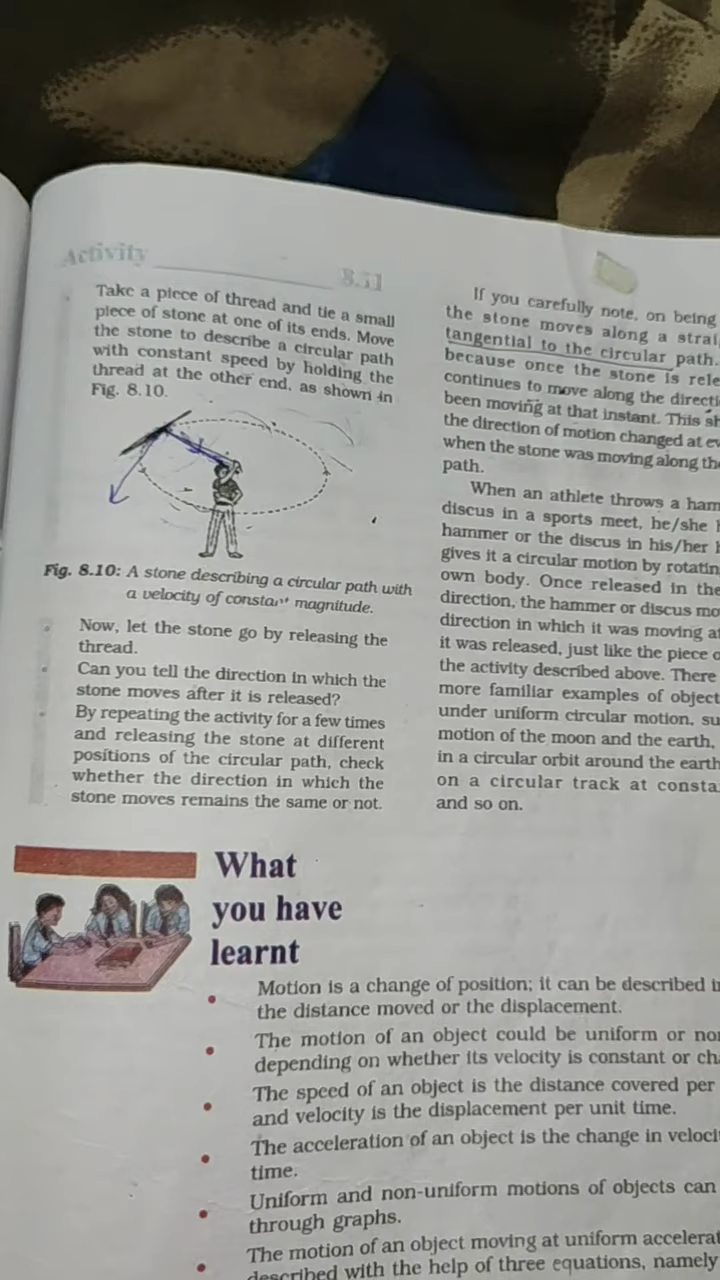 Activity 8.11
Take a piece of thread and tie a small
piece of stone at one of its ends. Move
the stone to describe a circular path
with constant speed by holding the
thread at the other end, as shown in
Fig. 8.10.
Fig. 8.10: A stone describing a circular path with
a velocity of constant magnitude.
Now, let the stone go by releasing the
thread.
Can you tell the direction in which the
stone moves after it is released?
By repeating the activity for a few times
and releasing the stone at different
positions of the circular path, check
whether the direction in which the
stone moves remains the same or not.
If you carefully note, on being
the stone moves along a
tangential to the circular path.
because once the stone is
continues to move along the
been moving at that instant. This
the direction of motion changed at
when the stone was moving along
path.
When an athlete throws a
discus in a sports meet, he/she
hammer or the discus in his/her
gives it a circular motion by
own body. Once released in the
direction, the hammer or discus
direction in which it was moving
it was released, just like the piece
the activity described above. There
more familiar examples of
under uniform circular motion,
motion of the moon and the earth,
in a circular orbit around the earth
on a circular track at
and so on.
What
you have
learnt
Motion is a change of position; it can be described
the distance moved or the displacement.
The motion of an object could be uniform or
depending on whether its velocity is constant or
The speed of an object is the distance covered per
and velocity is the displacement per unit time.
The acceleration of an object is the change in
time.
Uniform and non-uniform motions of objects can
through graphs.
The motion of an object moving at uniform
described with the help of three equations, namely